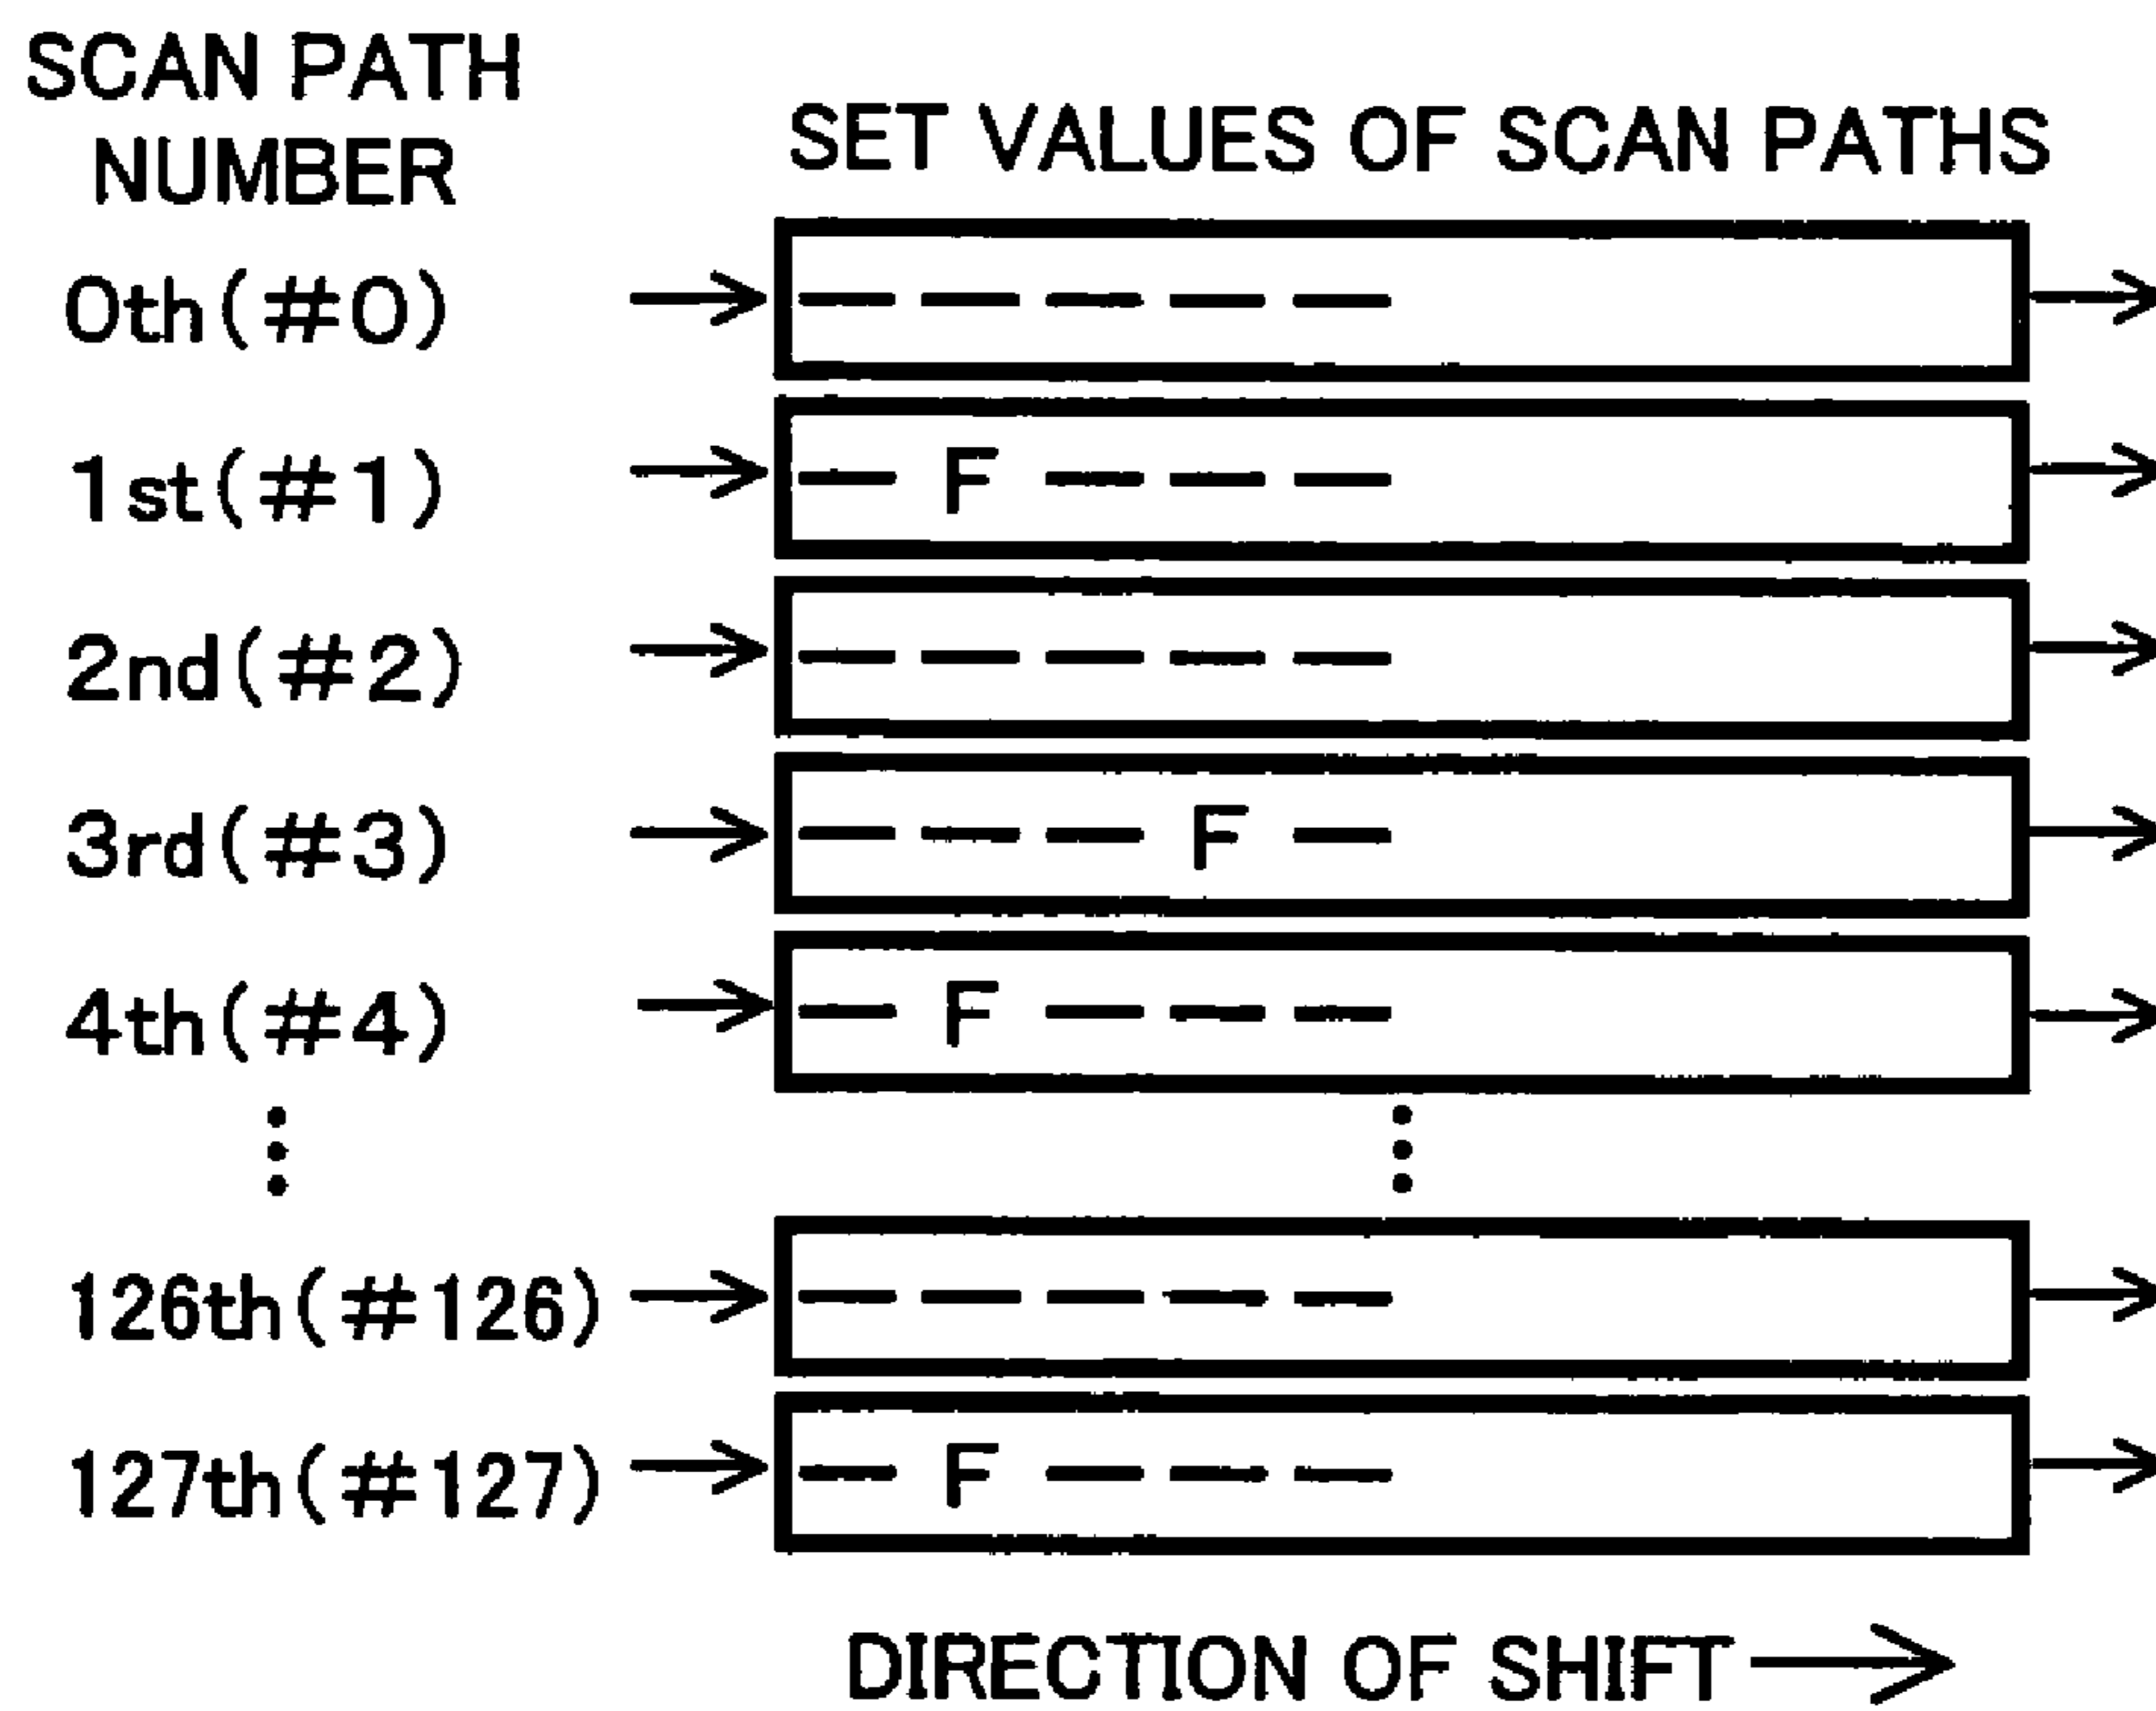 SCAN PATH
NUMBER
SET VALUES OF SCAN PATHS
0th(#0) — — — — —
1st(#1) — F — — —
2nd(#2) — — — — —
3rd(#3) — — — F —
4th(#4) — F — — —
126th(#126) — — — — —
127th(#127) — F — — —
DIRECTION OF SHIFT